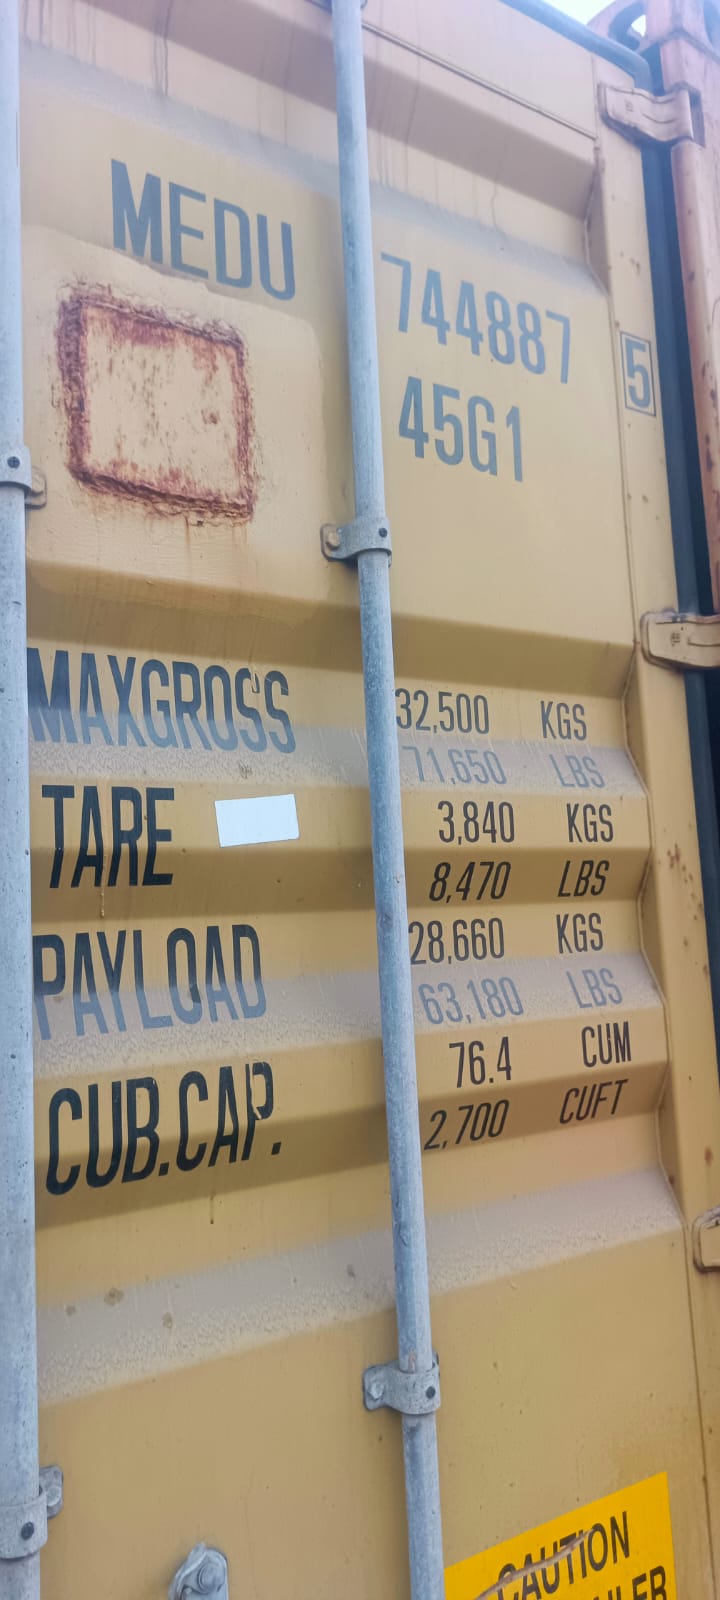 MEDU 744887 5
45G1
MAXGROSS 32,500 KGS
71,650 LBS
TARE 3,840 KGS
8,470 LBS
PAYLOAD 28,660 KGS
63,180 LBS
CUB.CAP. 76.4 CUM
2,700 CUFT
CAUTION